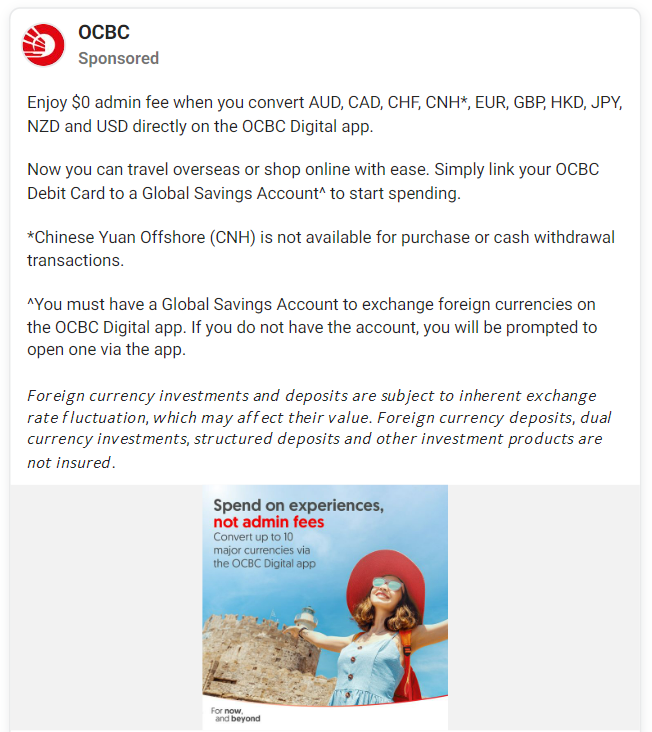 OCBC
Sponsored
Enjoy $0 admin fee when you convert AUD, CAD, CHF, CNH*, EUR, GBP, HKD, JPY,
NZD and USD directly on the OCBC Digital app.
Now you can travel overseas or shop online with ease. Simply link your OCBC
Debit Card to a Global Savings Account^ to start spending.
*Chinese Yuan Offshore (CNH) is not available for purchase or cash withdrawal
transactions.
^You must have a Global Savings Account to exchange foreign currencies on
the OCBC Digital app. If you do not have the account, you will be prompted to
open one via the app.
Foreign currency investments and deposits are subject to inherent exchange
rate fluctuation, which may affect their value. Foreign currency deposits, dual
currency investments, structured deposits and other investment products are
not insured.
Spend on experiences,
not admin fees
Convert up to 10
major currencies via
the OCBC Digital app
For now,
and beyond